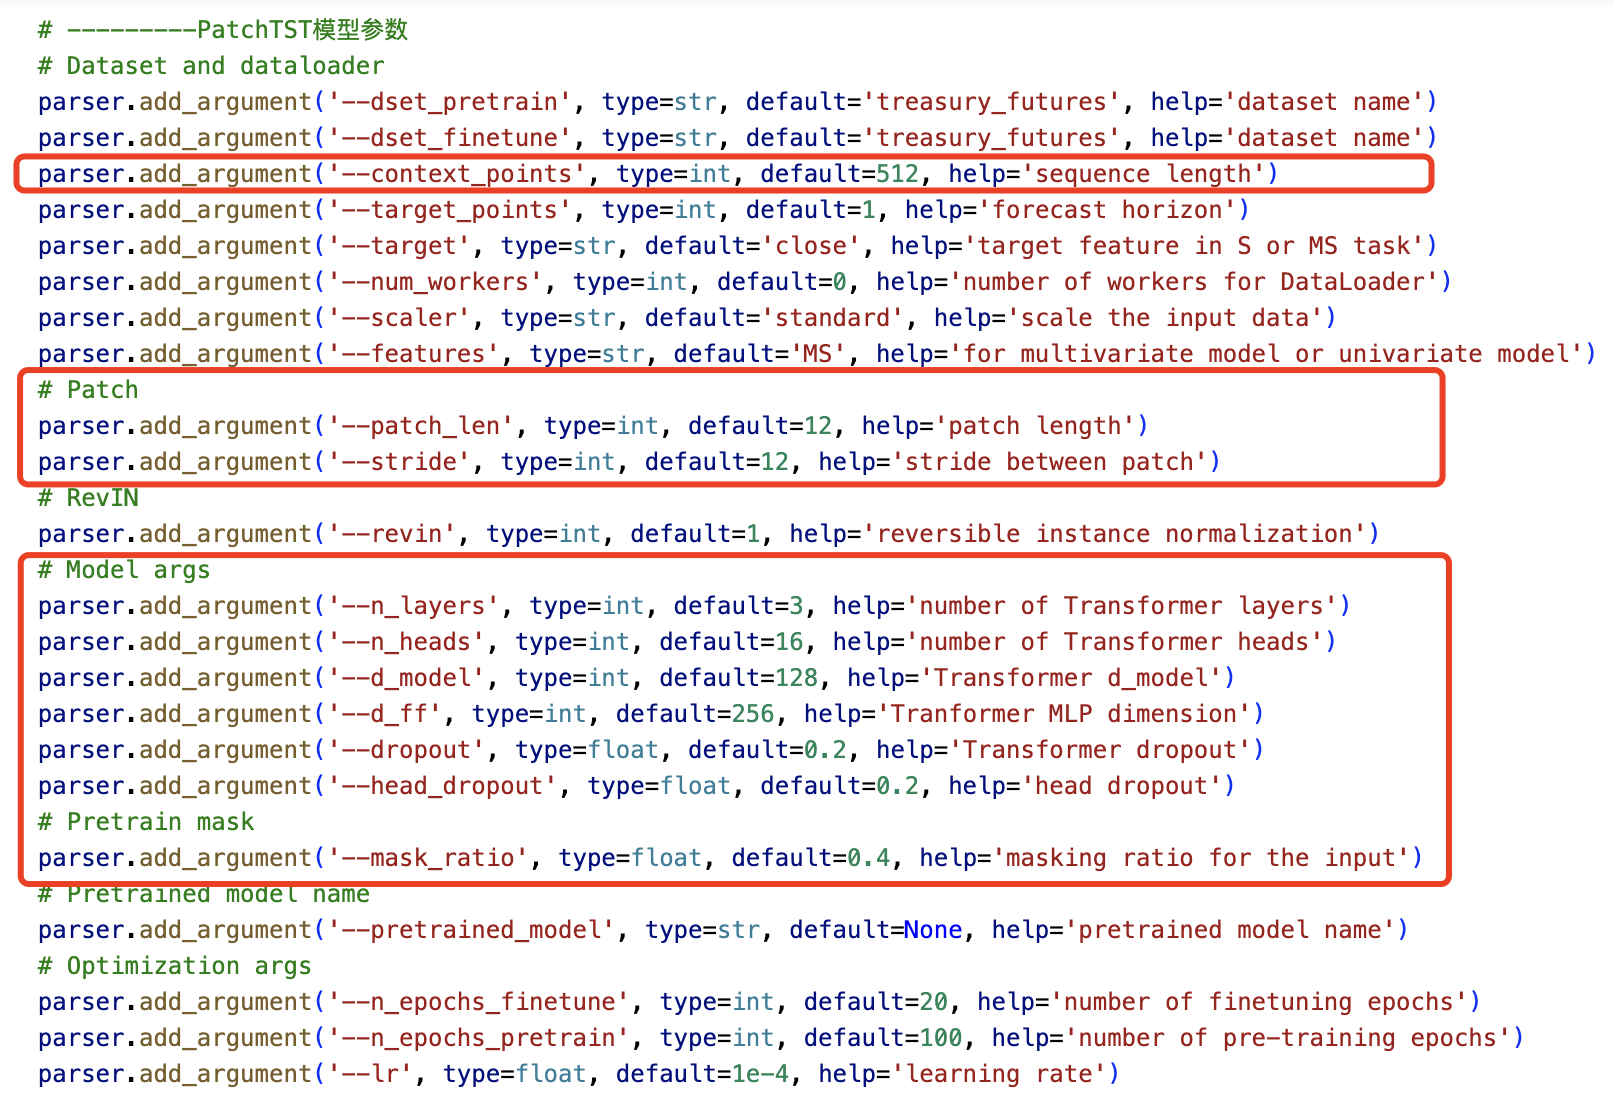 # ---------PatchTST模型参数
# Dataset and dataloader
parser.add_argument('--dset_pretrain', type=str, default='treasury_futures', help='dataset name')
parser.add_argument('--dset_finetune', type=str, default='treasury_futures', help='dataset name')
parser.add_argument('--context_points', type=int, default=512, help='sequence length')
parser.add_argument('--target_points', type=int, default=1, help='forecast horizon')
parser.add_argument('--target', type=str, default='close', help='target feature in S or MS task')
parser.add_argument('--num_workers', type=int, default=0, help='number of workers for DataLoader')
parser.add_argument('--scaler', type=str, default='standard', help='scale the input data')
parser.add_argument('--features', type=str, default='MS', help='for multivariate model or univariate model')
# Patch
parser.add_argument('--patch_len', type=int, default=12, help='patch length')
parser.add_argument('--stride', type=int, default=12, help='stride between patch')
# RevIN
parser.add_argument('--revin', type=int, default=1, help='reversible instance normalization')
# Model args
parser.add_argument('--n_layers', type=int, default=3, help='number of Transformer layers')
parser.add_argument('--n_heads', type=int, default=16, help='number of Transformer heads')
parser.add_argument('--d_model', type=int, default=128, help='Transformer d_model')
parser.add_argument('--d_ff', type=int, default=256, help='Tranformer MLP dimension')
parser.add_argument('--dropout', type=float, default=0.2, help='Transformer dropout')
parser.add_argument('--head_dropout', type=float, default=0.2, help='head dropout')
# Pretrain mask
parser.add_argument('--mask_ratio', type=float, default=0.4, help='masking ratio for the input')
# Pretrained model name
parser.add_argument('--pretrained_model', type=str, default=None, help='pretrained model name')
# Optimization args
parser.add_argument('--n_epochs_finetune', type=int, default=20, help='number of finetuning epochs')
parser.add_argument('--n_epochs_pretrain', type=int, default=100, help='number of pre-training epochs')
parser.add_argument('--lr', type=float, default=1e-4, help='learning rate')